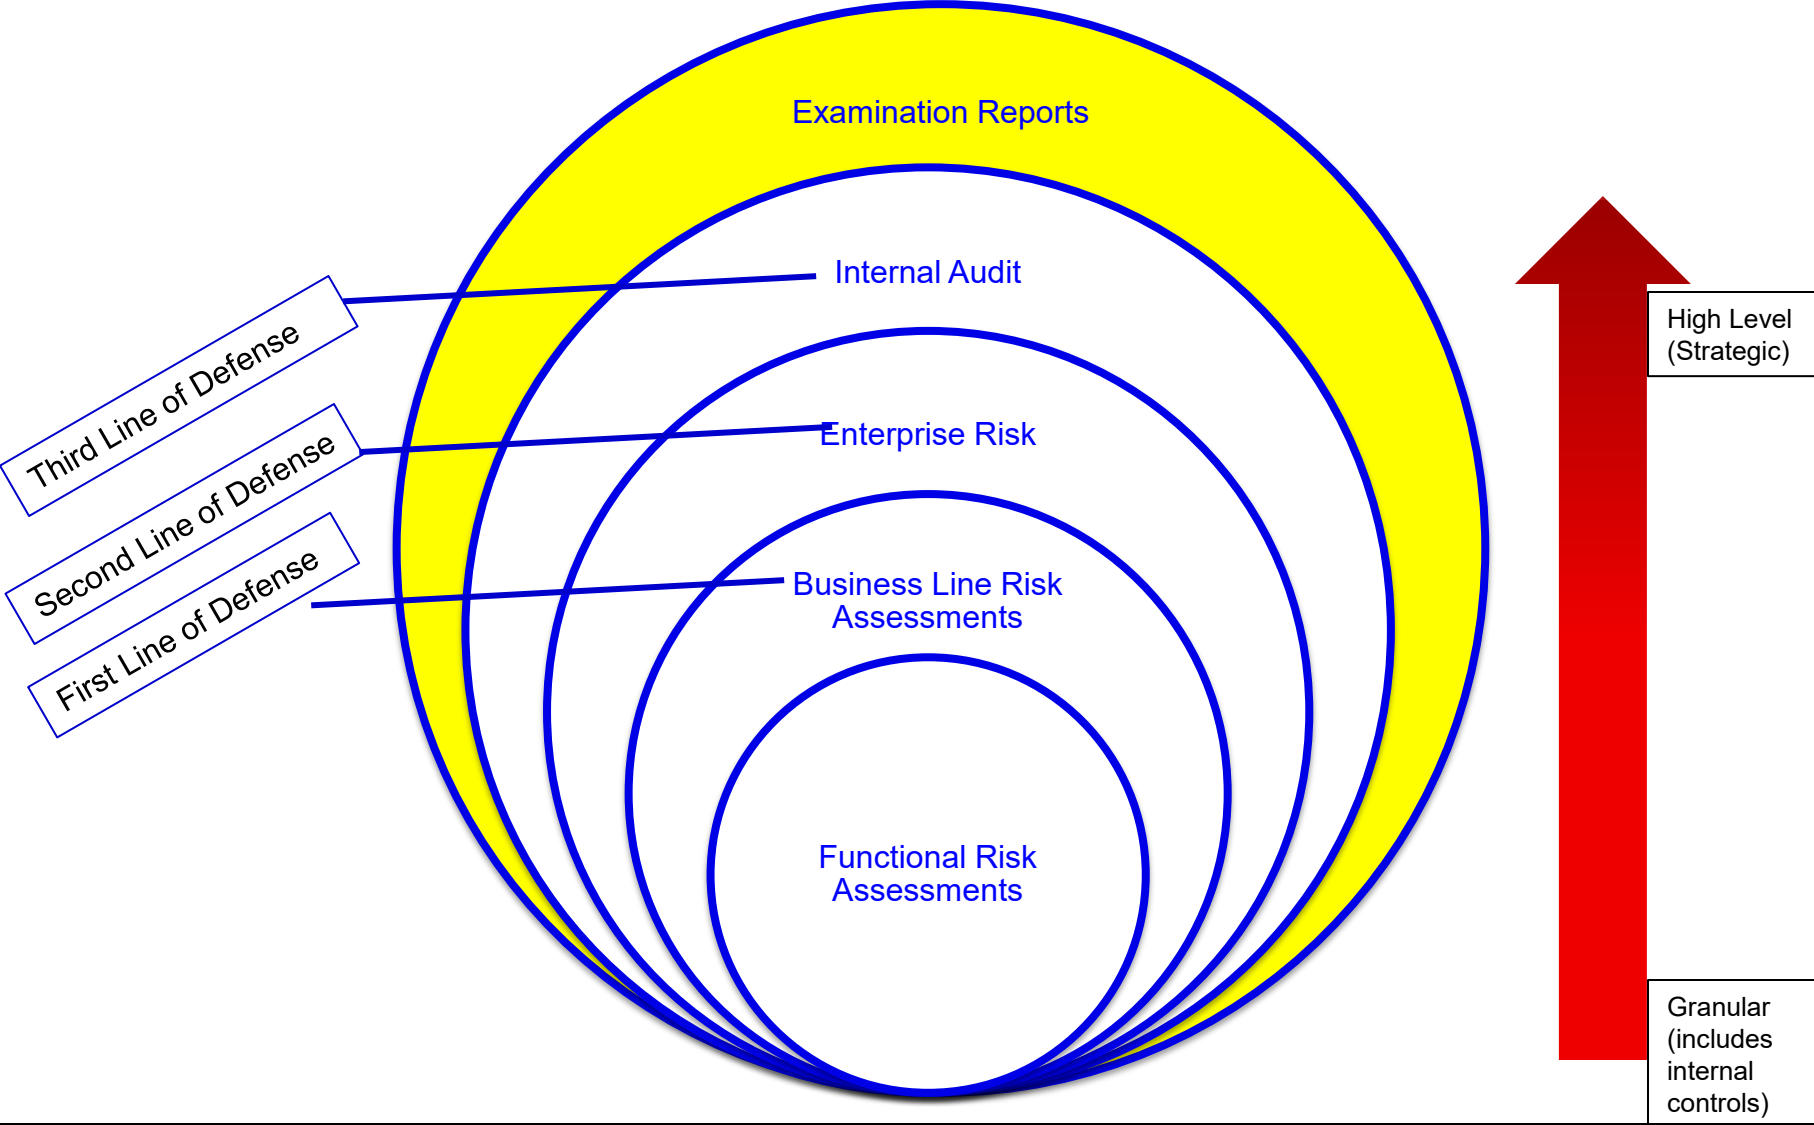 Examination Reports
Internal Audit
Enterprise Risk
Business Line Risk
Assessments
Functional Risk
Assessments
Third Line of Defense
Second Line of Defense
First Line of Defense
High Level
(Strategic)
Granular
(includes
internal
controls)